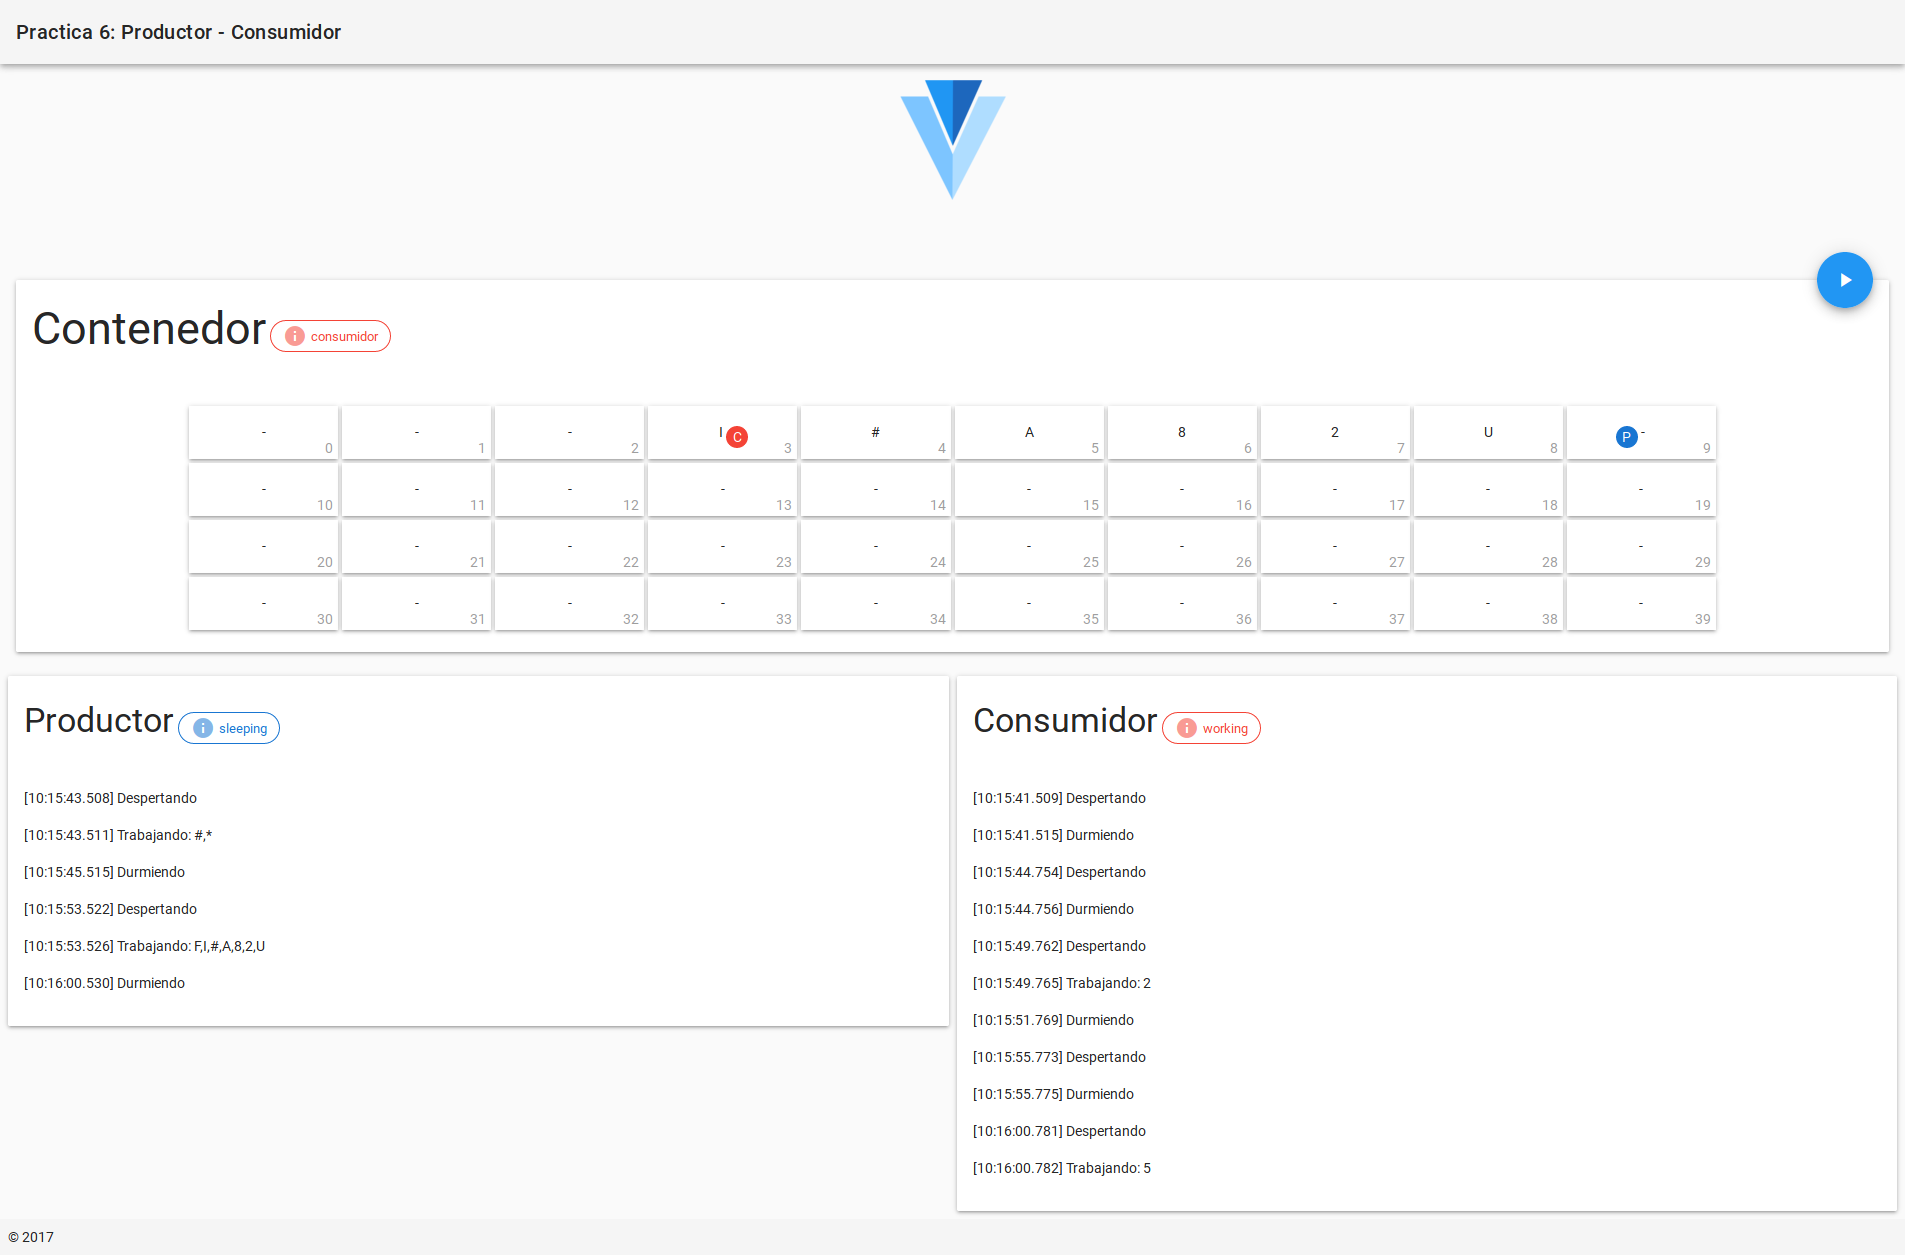 Practica 6: Productor - Consumidor
Contenedor consumidor
- - - I C # A 8 2 U P -
0 1 2 3 4 5 6 7 8 9
- - - - - - - - - -
10 11 12 13 14 15 16 17 18 19
- - - - - - - - - -
20 21 22 23 24 25 26 27 28 29
- - - - - - - - - -
30 31 32 33 34 35 36 37 38 39
Productor sleeping
[10:15:43.508] Despertando
[10:15:43.511] Trabajando: #,*
[10:15:45.515] Durmiendo
[10:15:53.522] Despertando
[10:15:53.526] Trabajando: F,I,#,A,8,2,U
[10:16:00.530] Durmiendo
Consumidor working
[10:15:41.509] Despertando
[10:15:41.515] Durmiendo
[10:15:44.754] Despertando
[10:15:44.756] Durmiendo
[10:15:49.762] Despertando
[10:15:49.765] Trabajando: 2
[10:15:51.769] Durmiendo
[10:15:55.773] Despertando
[10:15:55.775] Durmiendo
[10:16:00.781] Despertando
[10:16:00.782] Trabajando: 5
© 2017